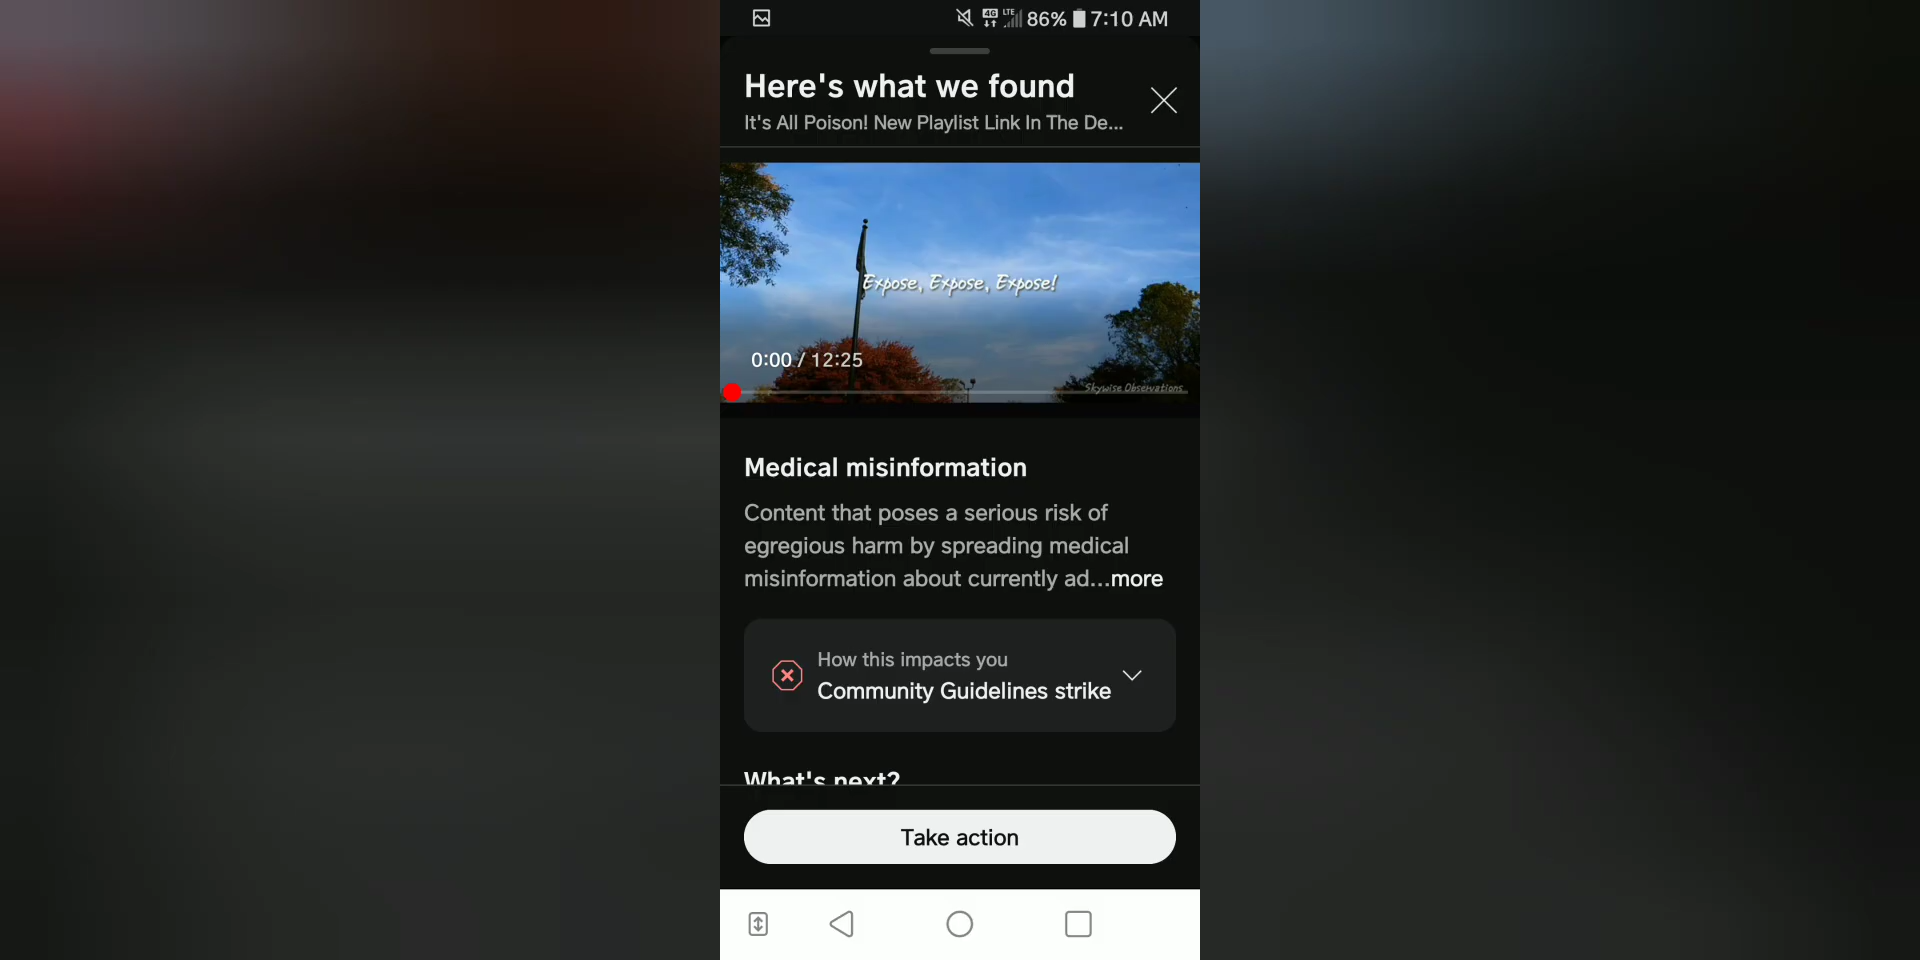 4G LTE 86% 7:10 AM
Here's what we found
It's All Poison! New Playlist Link In The De...
Expose, Expose, Expose!
0:00 / 12:25
Skywise Observations
Medical misinformation
Content that poses a serious risk of
egregious harm by spreading medical
misinformation about currently ad...more
How this impacts you
Community Guidelines strike
What's next?
Take action